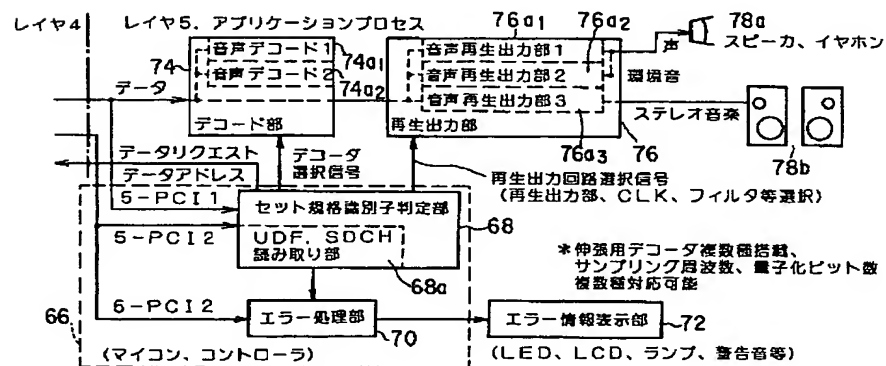 レイヤ4
レイヤ5．アプリケーションプロセス
76a1
76a2
78a
74
音声デコード1
74a1
音声デコード2
74a2
デコード部
音声再生出力部1
音声再生出力部2
音声再生出力部3
再生出力部
声
スピーカ、イヤホン
環境音
ステレオ音楽
76a3
76
78b
データ
データリクエスト
データアドレス
デコーダ
選択信号
再生出力回路選択信号
（再生出力部、CLK、フィルタ等選択）
5-PCI1
5-PCI2
セット規格識別子判定部
68
UDF，SDCH
読み取り部
68a
＊伸張用デコーダ複数種搭載、
サンプリング周波数、量子化ビット数
複数種対応可能
6-PCI2
66
エラー処理部
70
エラー情報表示部
72
（マイコン、コントローラ）
（LED、LCD、ランプ、警告音等）